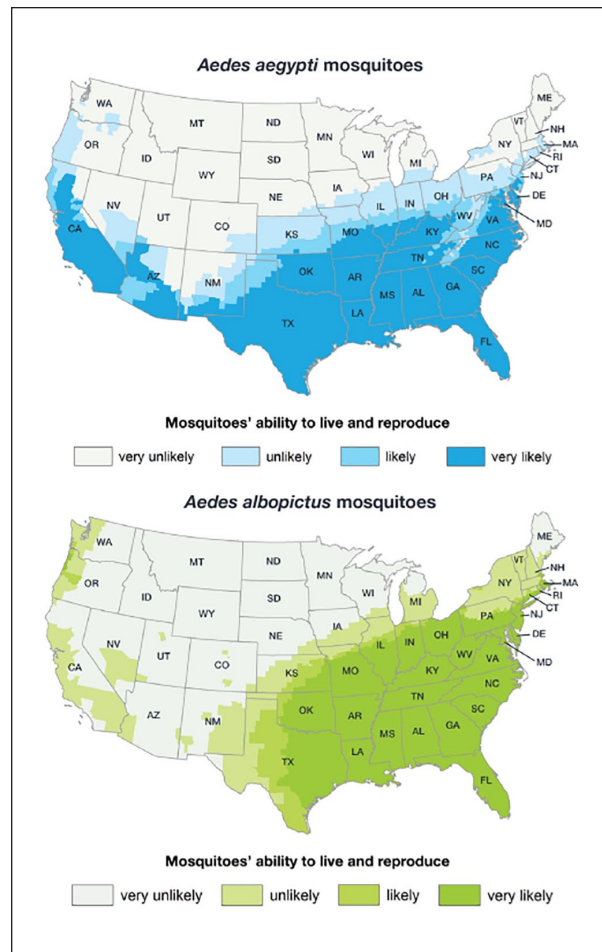 Aedes aegypti mosquitoes
WA
MT
ND
MN
ME
VT
NH
OR
ID
SD
WI
MI
NY
MA
RI
CT
WY
IA
PA
NJ
NE
NV
UT
CO
IL
IN
OH
DE
MD
CA
KS
MO
WV
VA
KY
AZ
NM
OK
AR
TN
NC
SC
TX
LA
MS
AL
GA
FL
Mosquitoes' ability to live and reproduce
very unlikely unlikely likely very likely
Aedes albopictus mosquitoes
WA
MT
ND
MN
ME
VT
NH
OR
ID
SD
WI
MI
NY
MA
RI
CT
WY
IA
PA
NJ
NE
NV
UT
CO
IL
IN
OH
DE
MD
CA
KS
MO
WV
VA
KY
AZ
NM
OK
AR
TN
NC
SC
TX
LA
MS
AL
GA
FL
Mosquitoes' ability to live and reproduce
very unlikely unlikely likely very likely